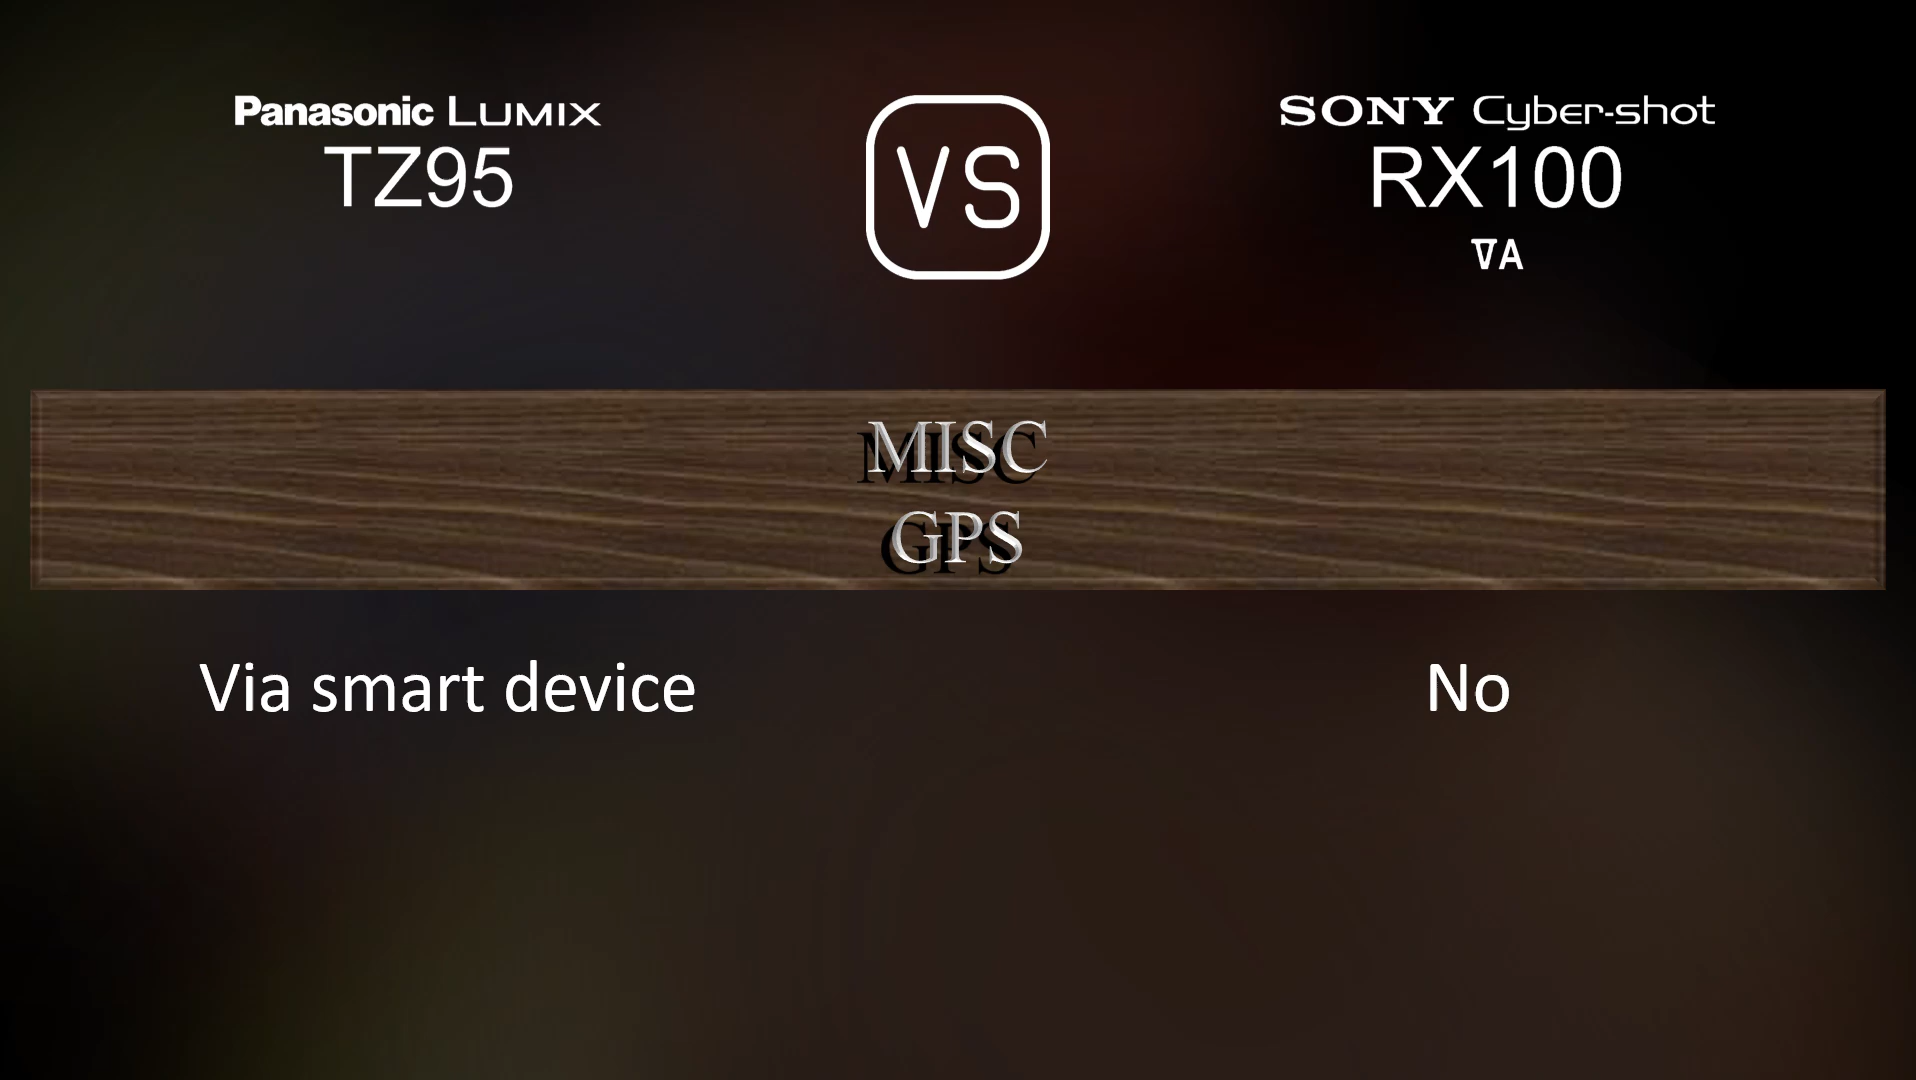 Panasonic LUMIX
TZ95
VS
SONY Cyber-shot
RX100
VA
MISC
GPS
Via smart device
No